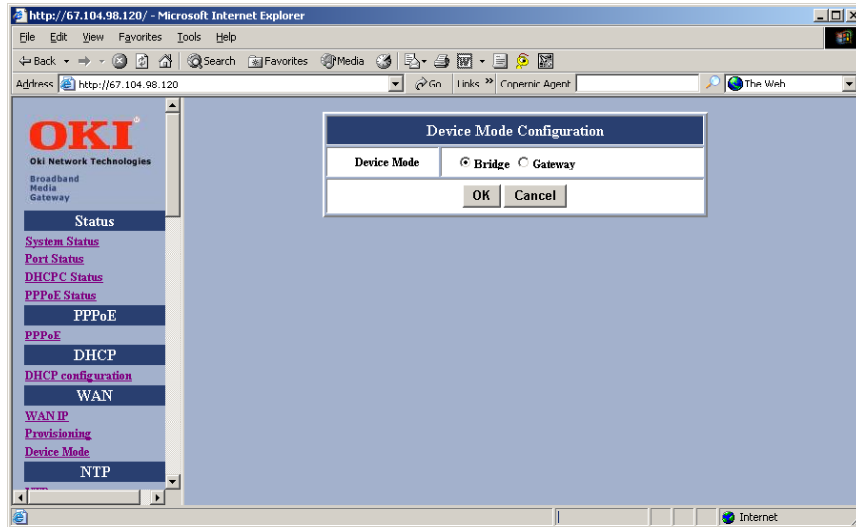 http://67.104.98.120/ - Microsoft Internet Explorer
File Edit View Favorites Tools Help
Back Search Favorites Media
Address http://67.104.98.120 Go Links » Copernic Agent The Web
OKI
Oki Network Technologies
Broadband
Media
Gateway
Status
System Status
Port Status
DHCPC Status
PPPoE Status
PPPoE
PPPoE
DHCP
DHCP configuration
WAN
WAN IP
Provisioning
Device Mode
NTP
Device Mode Configuration
Device Mode Bridge Gateway
OK Cancel
Internet